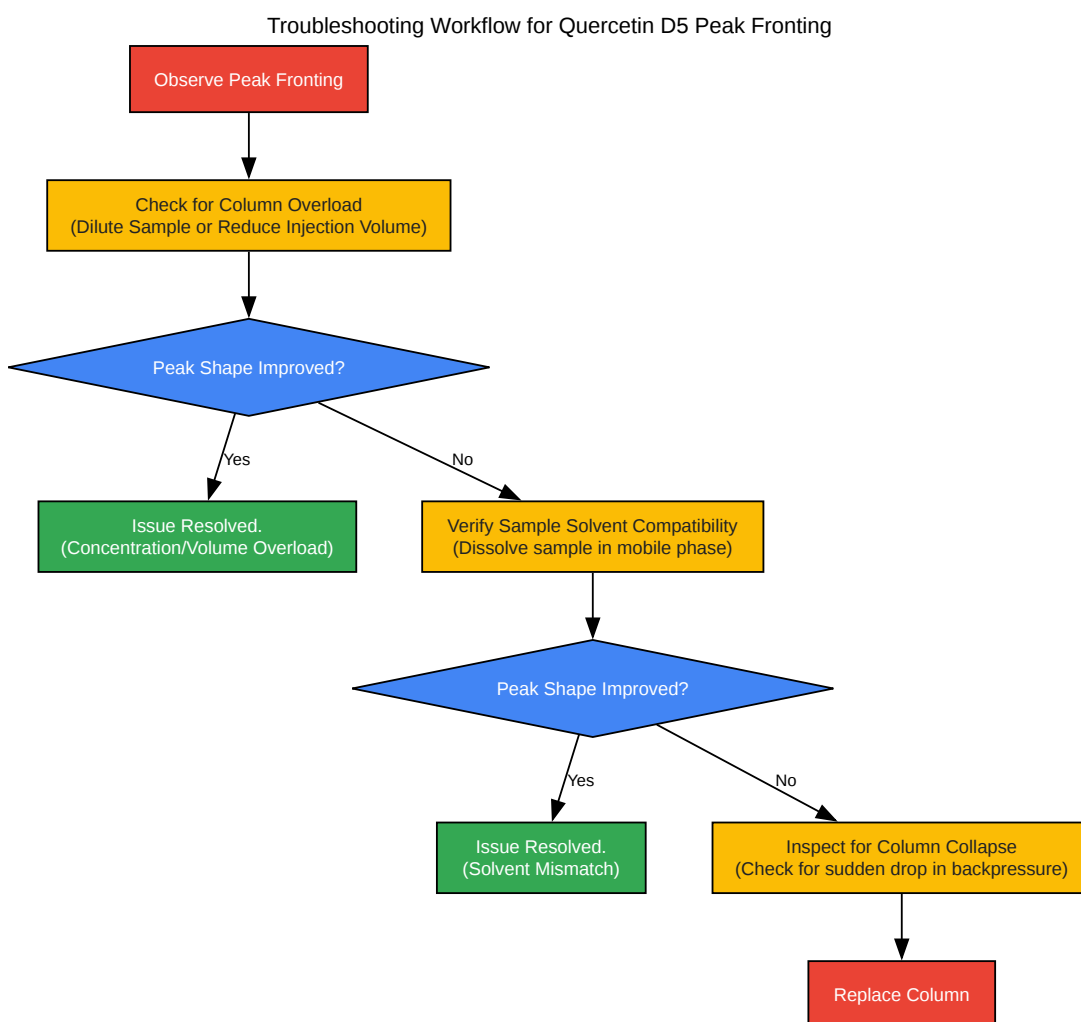 Troubleshooting Workflow for Quercetin D5 Peak Fronting
Observe Peak Fronting
Check for Column Overload
(Dilute Sample or Reduce Injection Volume)
Peak Shape Improved?
Yes
No
Issue Resolved.
(Concentration/Volume Overload)
Verify Sample Solvent Compatibility
(Dissolve sample in mobile phase)
Peak Shape Improved?
Yes
No
Issue Resolved.
(Solvent Mismatch)
Inspect for Column Collapse
(Check for sudden drop in backpressure)
Replace Column